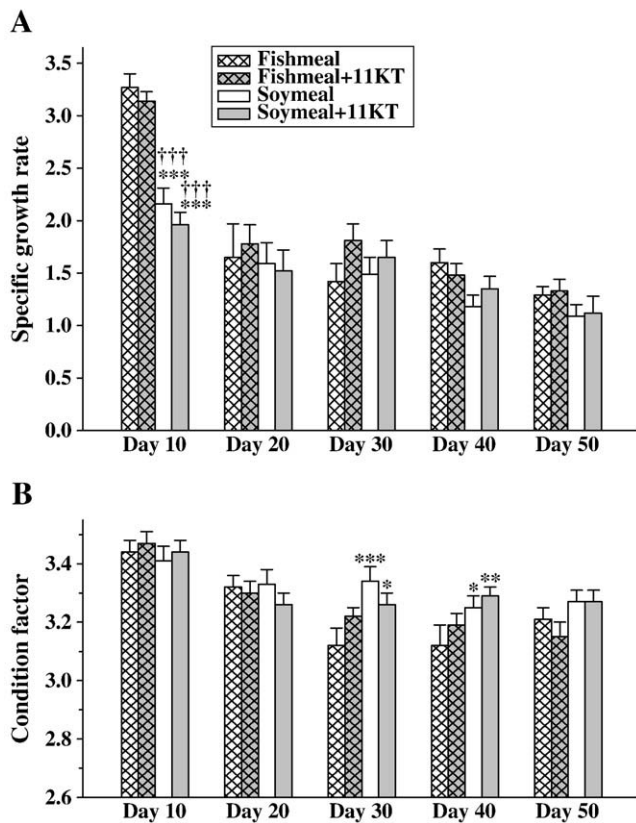 A
Fishmeal
Fishmeal+11KT
Soymeal
Soymeal+11KT
Specific growth rate
3.5
3.0
2.5
2.0
1.5
1.0
0.5
0.0
†††
***
†††
***
Day 10 Day 20 Day 30 Day 40 Day 50
B
Condition factor
3.4
3.2
3.0
2.8
2.6
***
*
*
**
Day 10 Day 20 Day 30 Day 40 Day 50